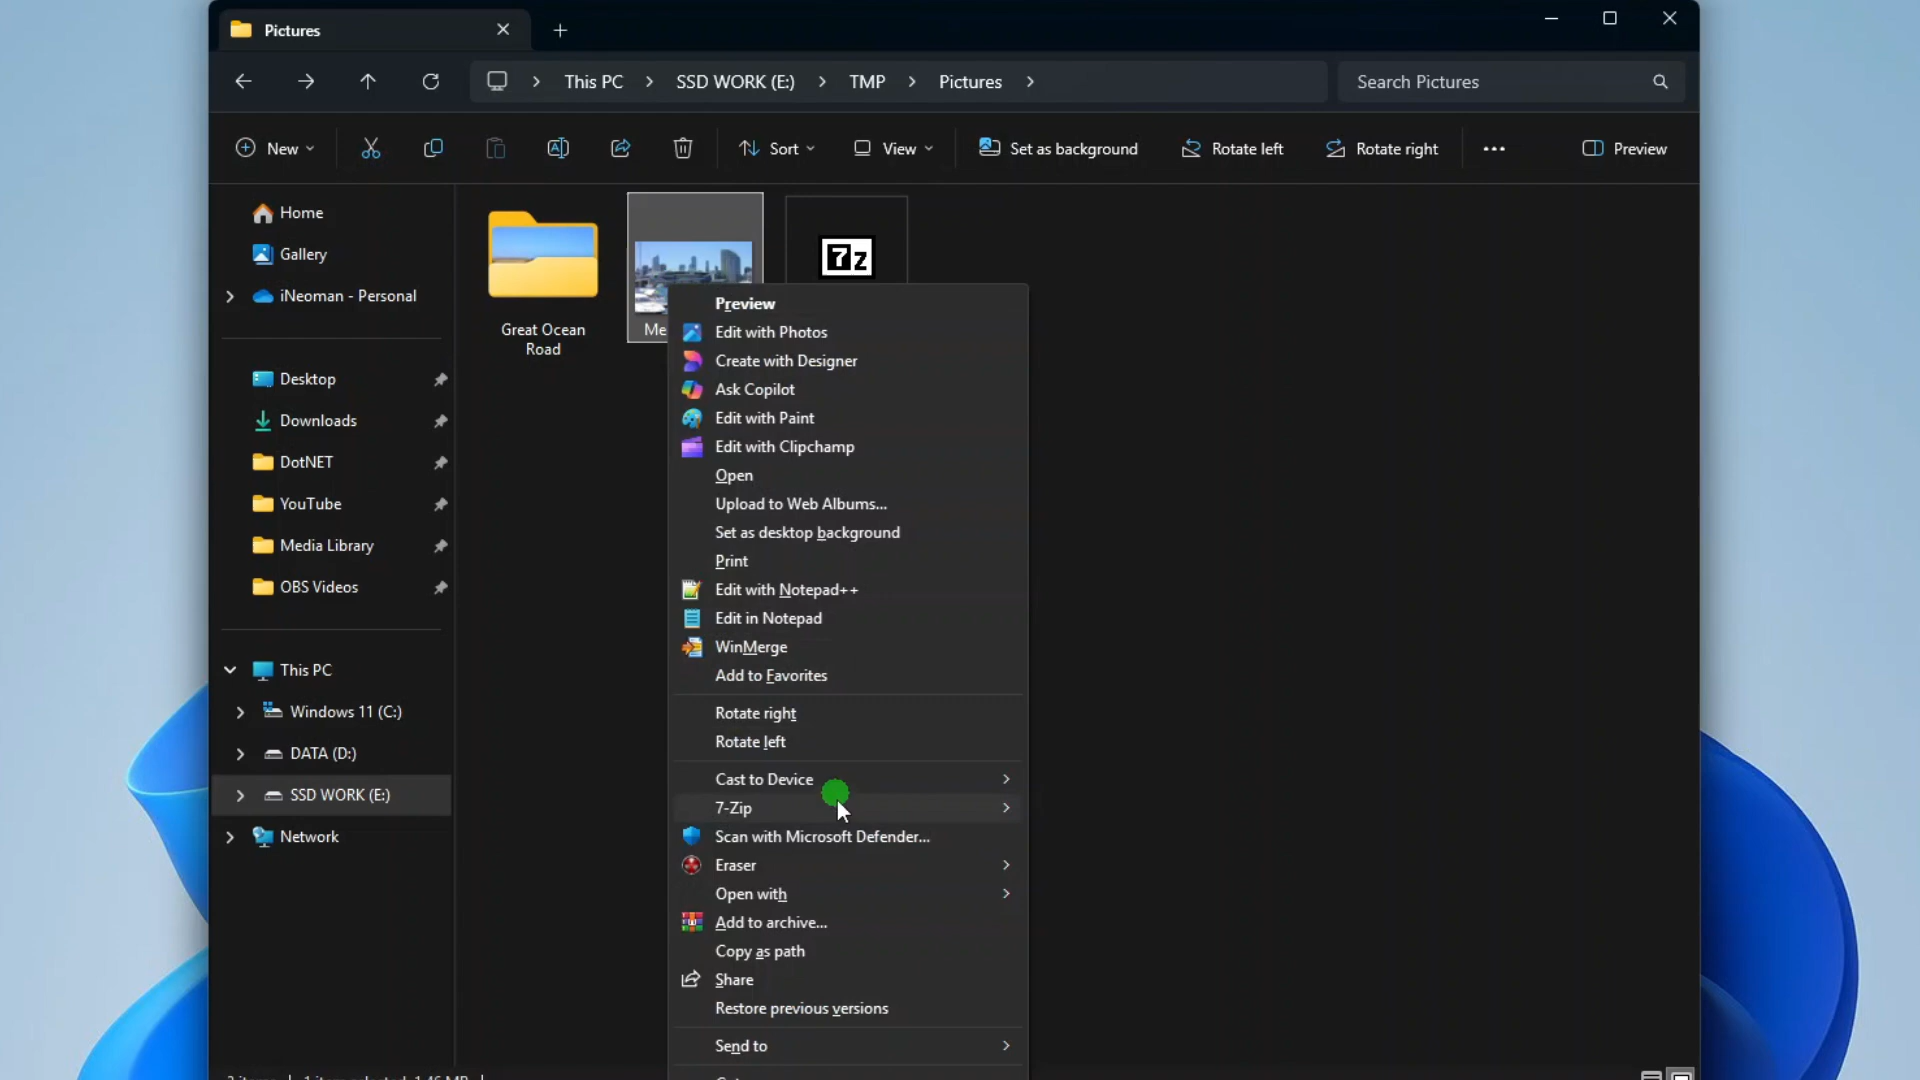 Pictures
This PC
SSD WORK (E:)
TMP
Pictures
Search Pictures
New
Sort
View
Set as background
Rotate left
Rotate right
Preview
Home
Gallery
iNeoman - Personal
Desktop
Downloads
DotNET
YouTube
Media Library
OBS Videos
This PC
Windows 11 (C:)
DATA (D:)
SSD WORK (E:)
Network
Great Ocean
Road
Me
7z
Preview
Edit with Photos
Create with Designer
Ask Copilot
Edit with Paint
Edit with Clipchamp
Open
Upload to Web Albums...
Set as desktop background
Print
Edit with Notepad++
Edit in Notepad
WinMerge
Add to Favorites
Rotate right
Rotate left
Cast to Device
7-Zip
Scan with Microsoft Defender...
Eraser
Open with
Add to archive...
Copy as path
Share
Restore previous versions
Send to